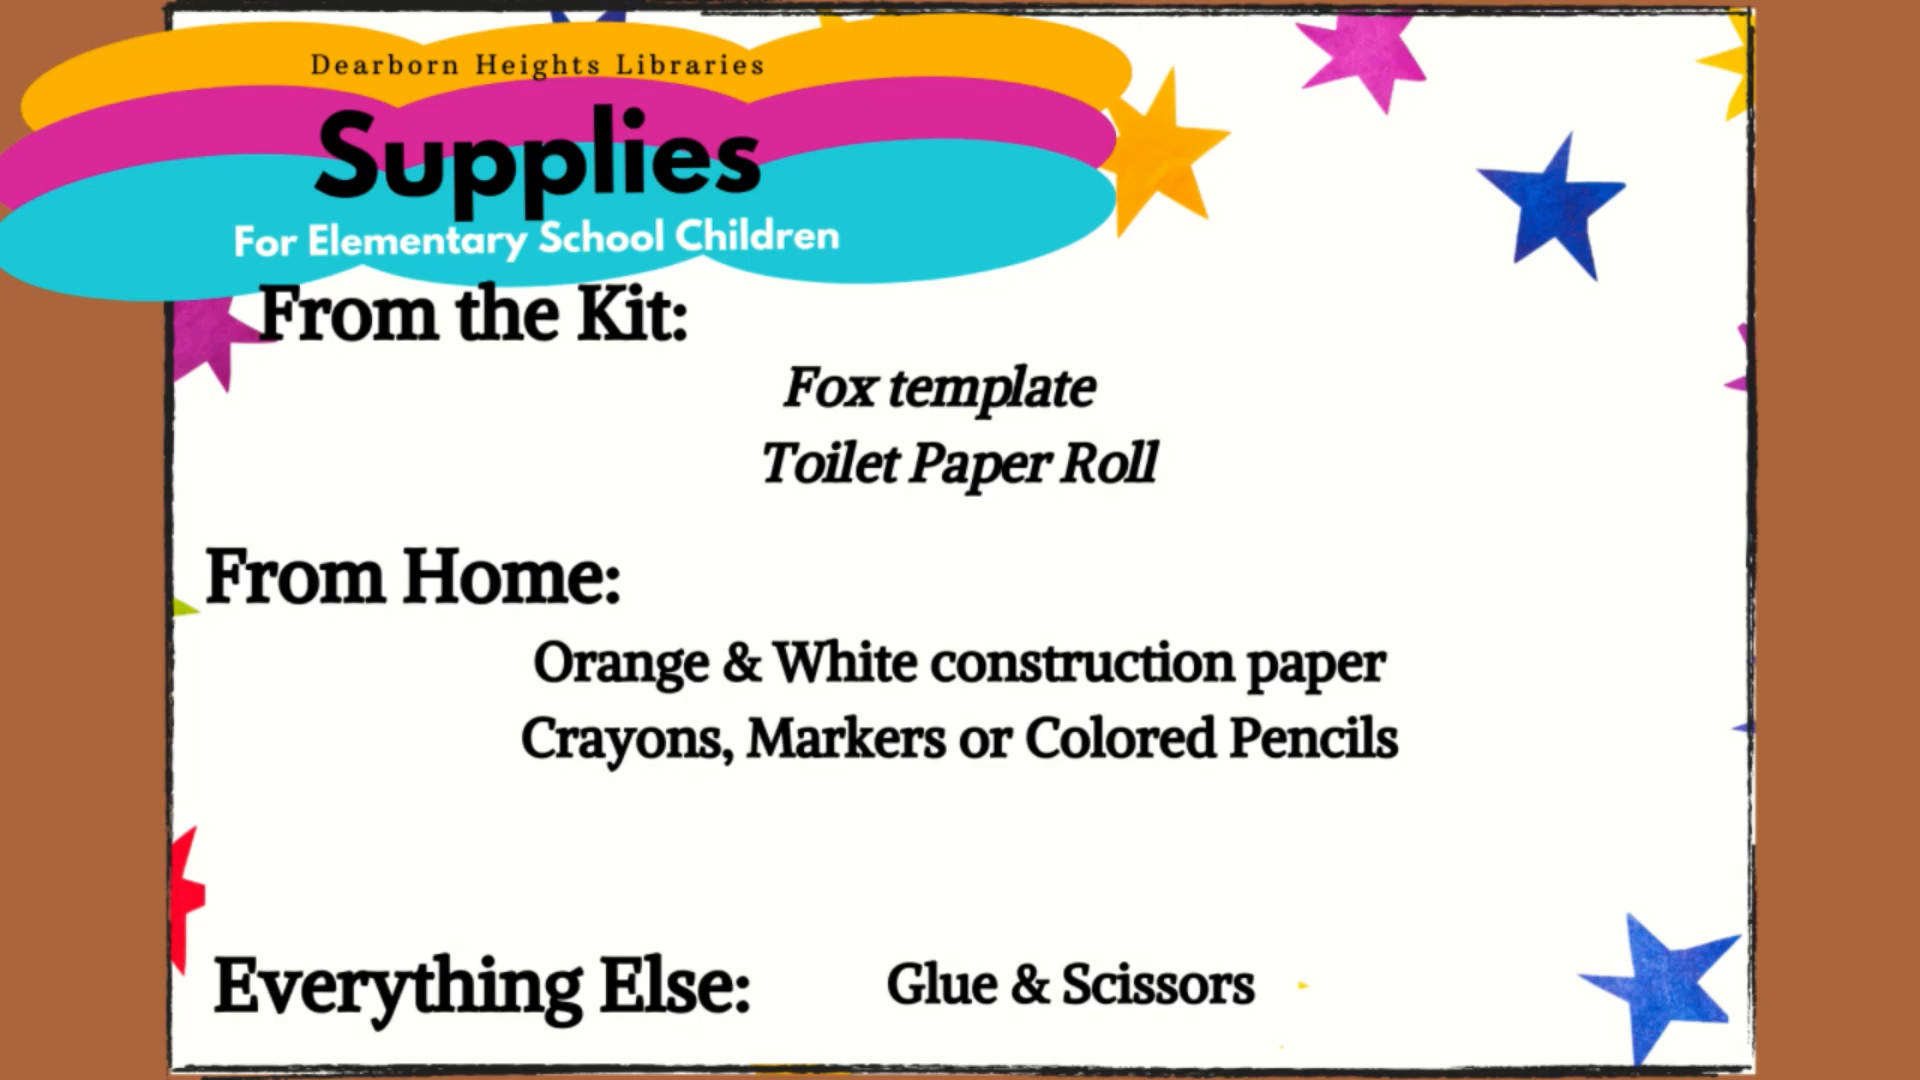 Dearborn Heights Libraries
Supplies
For Elementary School Children
From the Kit:
Fox template
Toilet Paper Roll
From Home:
Orange & White construction paper
Crayons, Markers or Colored Pencils
Everything Else:
Glue & Scissors